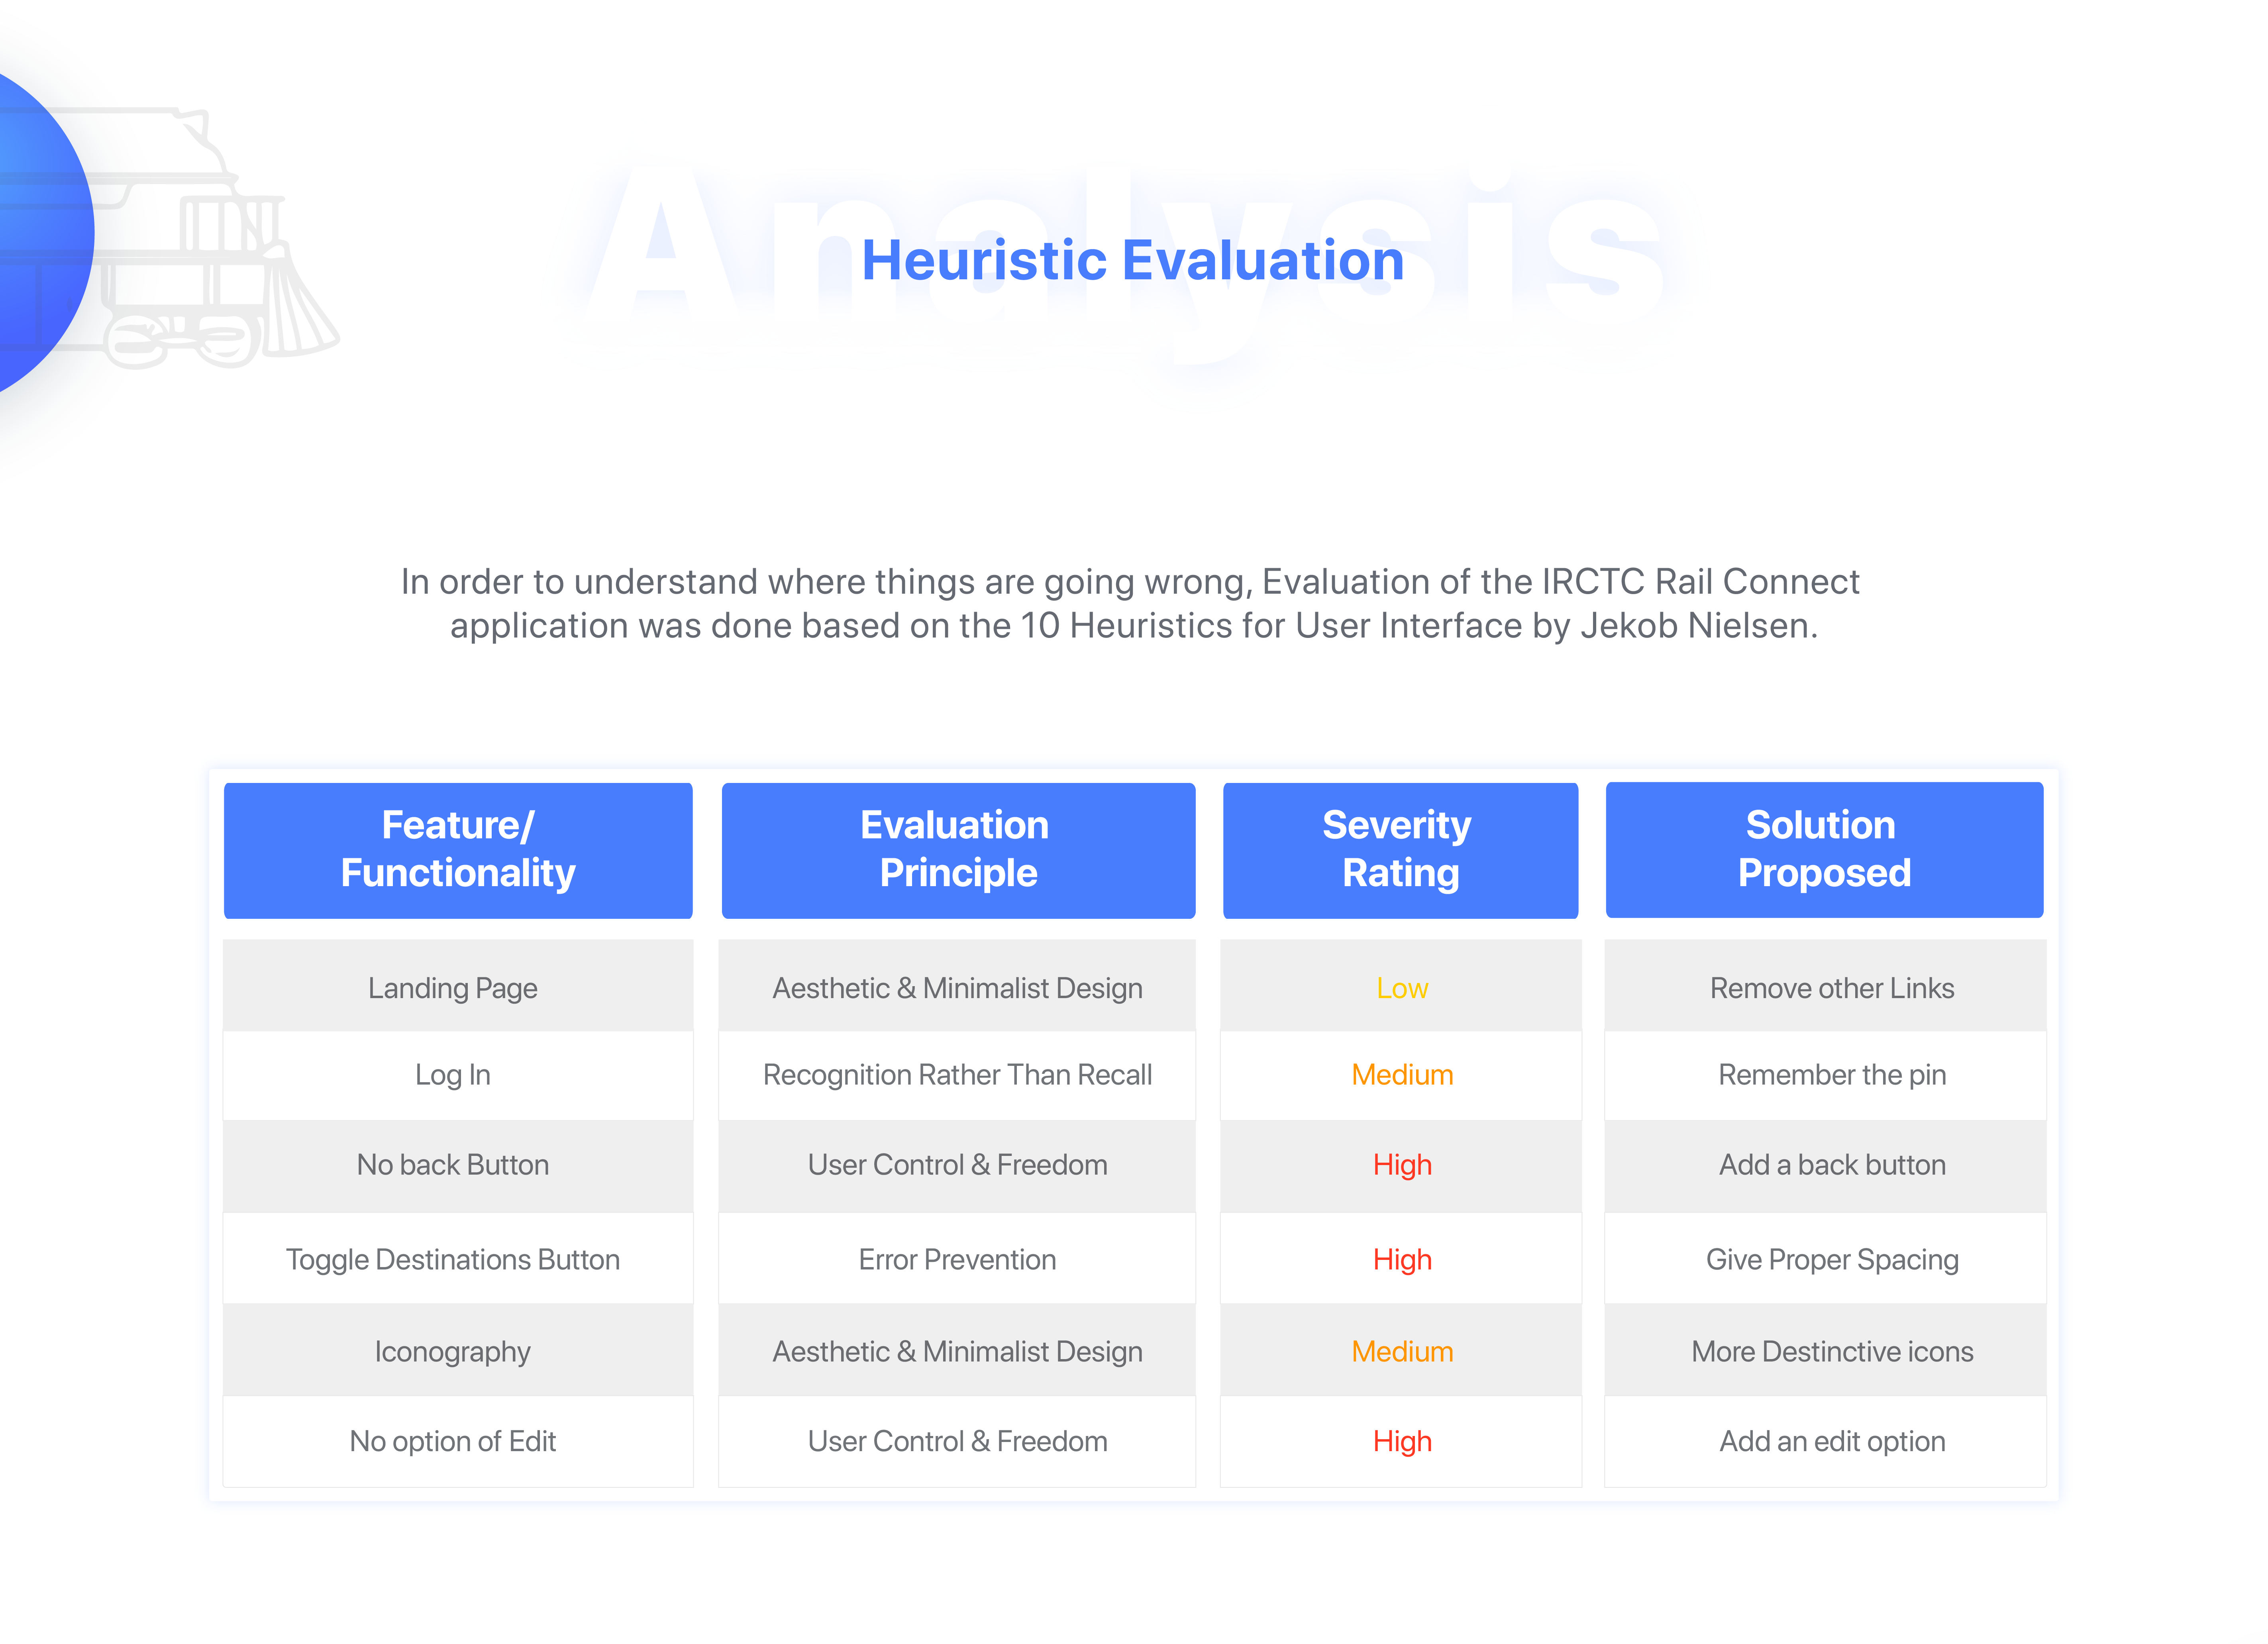 Analysis
Heuristic Evaluation
In order to understand where things are going wrong, Evaluation of the IRCTC Rail Connect
application was done based on the 10 Heuristics for User Interface by Jekob Nielsen.
Feature/
Functionality
Evaluation
Principle
Severity
Rating
Solution
Proposed
Landing Page
Aesthetic & Minimalist Design
Low
Remove other Links
Log In
Recognition Rather Than Recall
Medium
Remember the pin
No back Button
User Control & Freedom
High
Add a back button
Toggle Destinations Button
Error Prevention
High
Give Proper Spacing
Iconography
Aesthetic & Minimalist Design
Medium
More Destinctive icons
No option of Edit
User Control & Freedom
High
Add an edit option